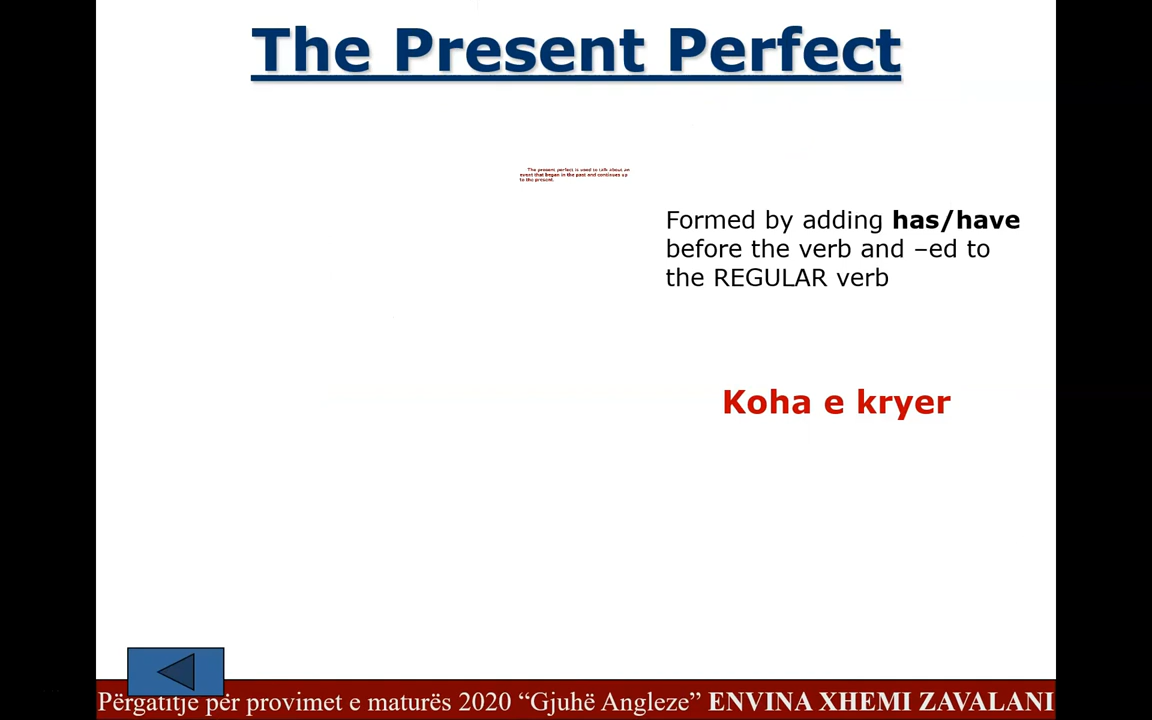 The Present Perfect
The present perfect is used to talk about an
event that began in the past and continues up
to the present.
Formed by adding has/have
before the verb and –ed to
the REGULAR verb
Koha e kryer
Përgatitje për provimet e maturës 2020 “Gjuhë Angleze” ENVINA XHEMI ZAVALANI